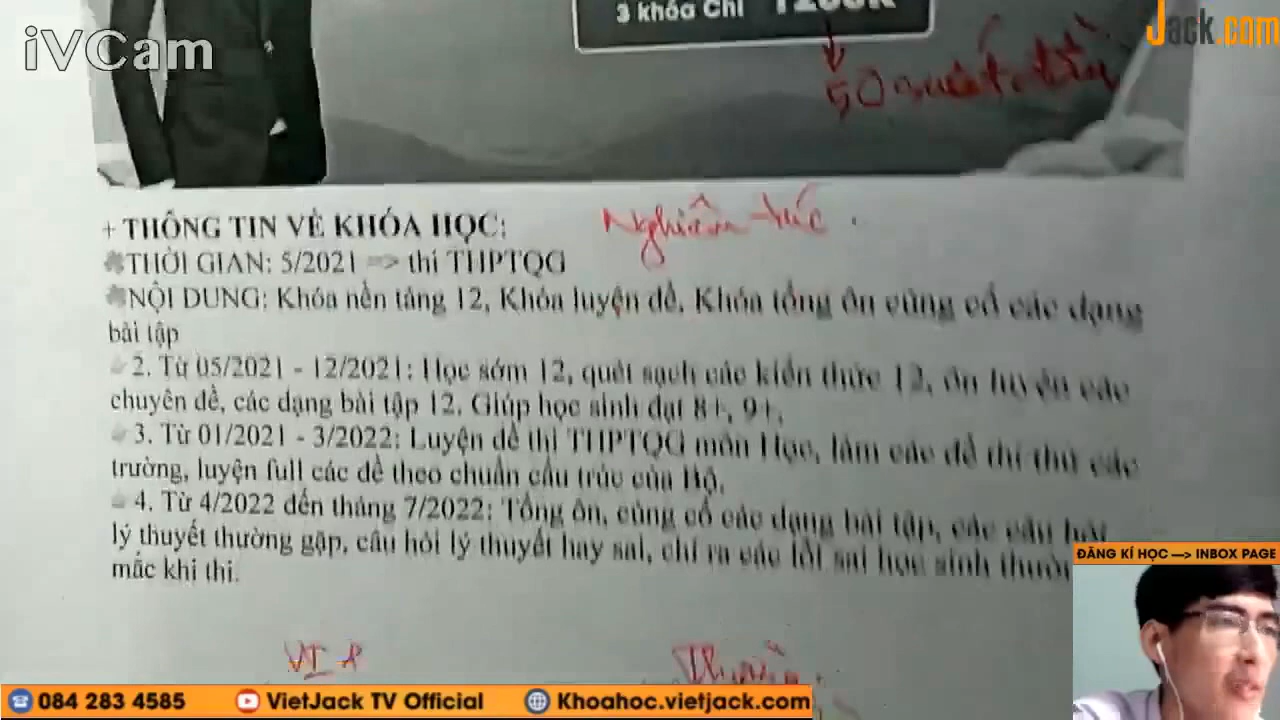 iVCam
Jack.com
3 khóa Chỉ
50 suất đầu
+ THÔNG TIN VỀ KHÓA HỌC:
Nghiêm túc
THỜI GIAN: 5/2021 => thi THPTQG
NỘI DUNG: Khóa nền tảng 12, Khóa luyện đề, Khóa tổng ôn củng cố các dạng
bài tập
2. Từ 05/2021 - 12/2021: Học sớm 12, quét sạch các kiến thức 12, ôn luyện các
chuyên đề, các dạng bài tập 12. Giúp học sinh đạt 8+, 9+.
3. Từ 01/2021 - 3/2022: Luyện đề thi THPTQG môn Học, làm các đề thi thử các
trường, luyện full các đề theo chuẩn cấu trúc của Bộ.
4. Từ 4/2022 đến tháng 7/2022: Tổng ôn, củng cố các dạng bài tập, các câu hỏi
lý thuyết thường gặp, câu hỏi lý thuyết hay sai, chỉ ra các lỗi sai học sinh
mắc khi thi.
ĐĂNG KÍ HỌC —> INBOX PAGE
VIP
084 283 4585
VietJack TV Official
Khoahoc.vietjack.com